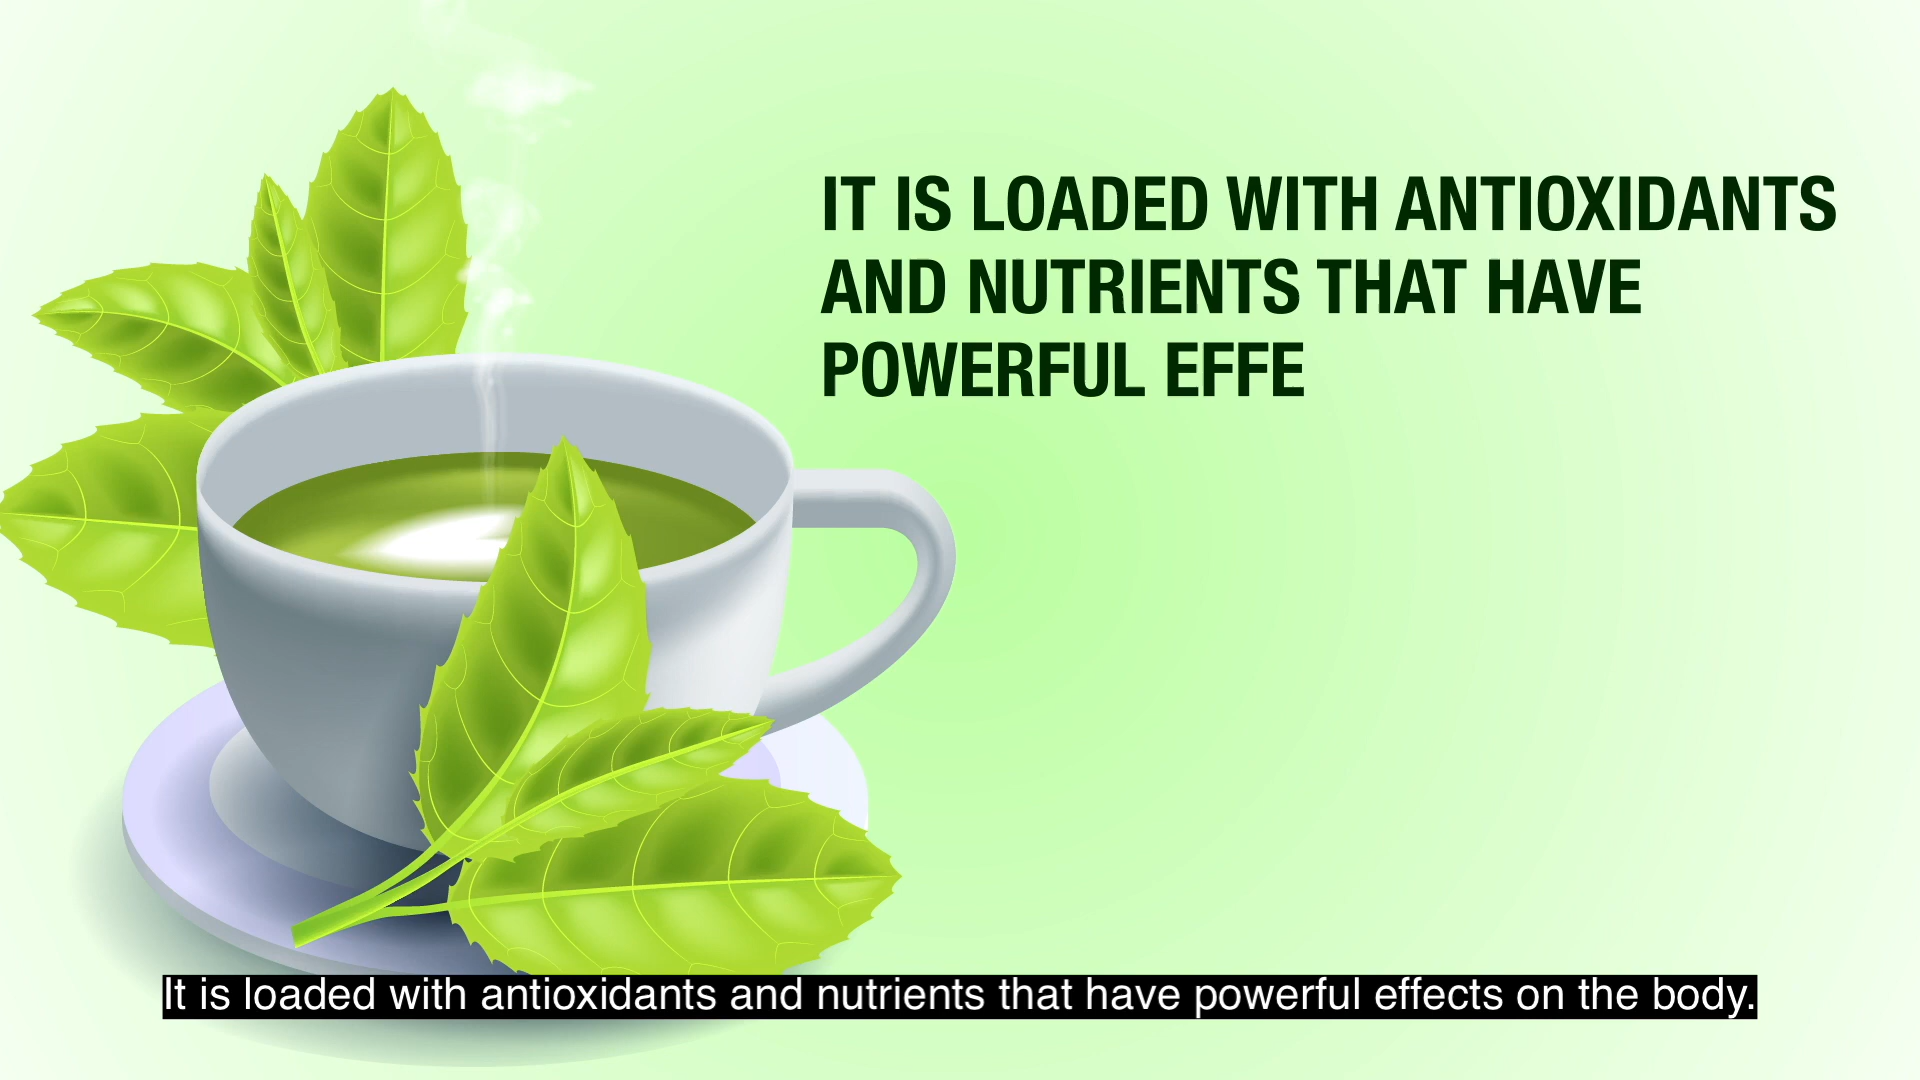 IT IS LOADED WITH ANTIOXIDANTS
AND NUTRIENTS THAT HAVE
POWERFUL EFFE
It is loaded with antioxidants and nutrients that have powerful effects on the body.